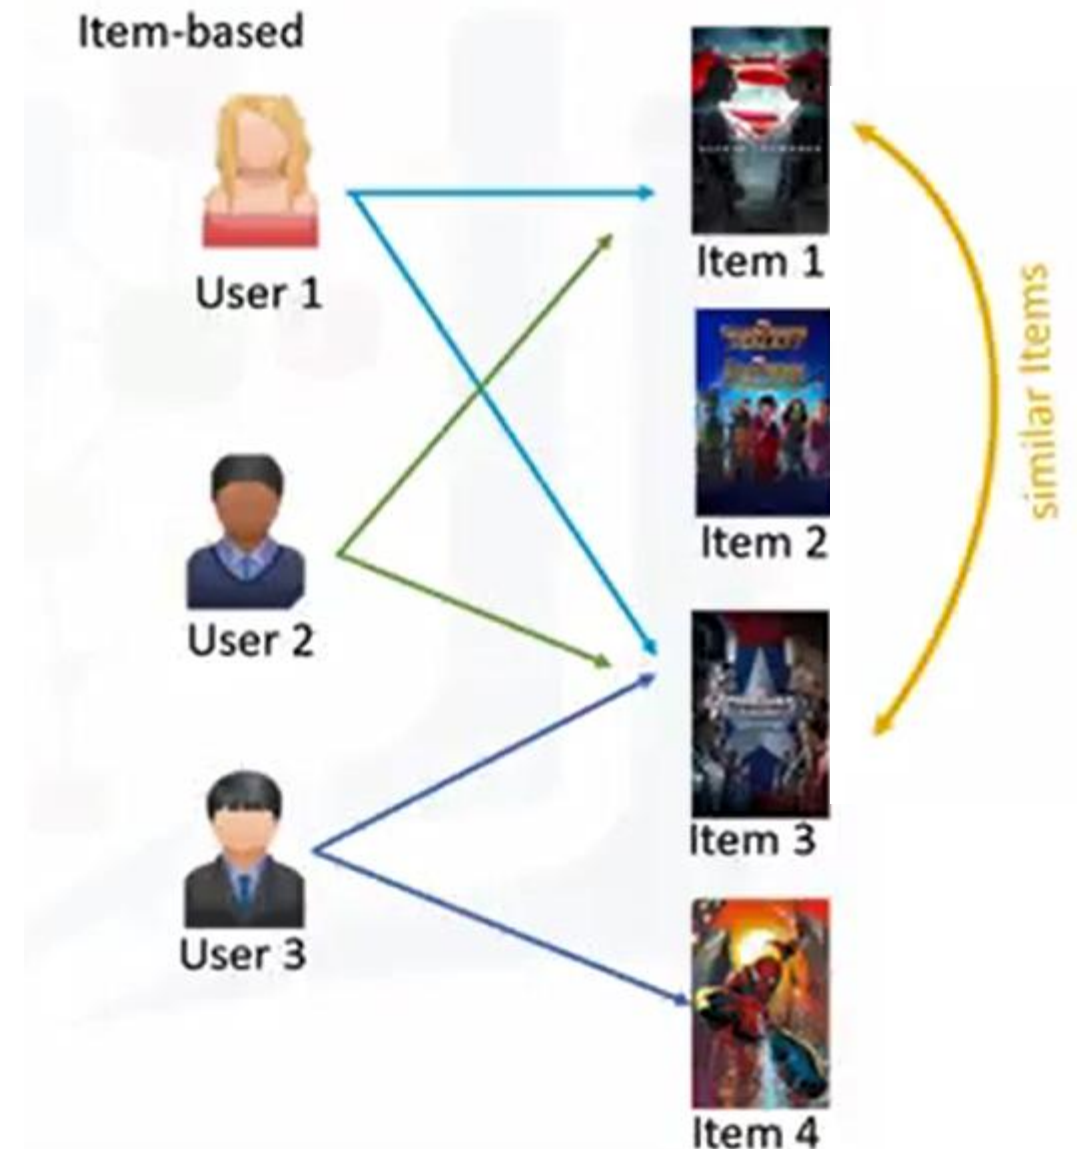 Item-based
User 1
User 2
User 3
Item 1
Item 2
Item 3
Item 4
similar Items